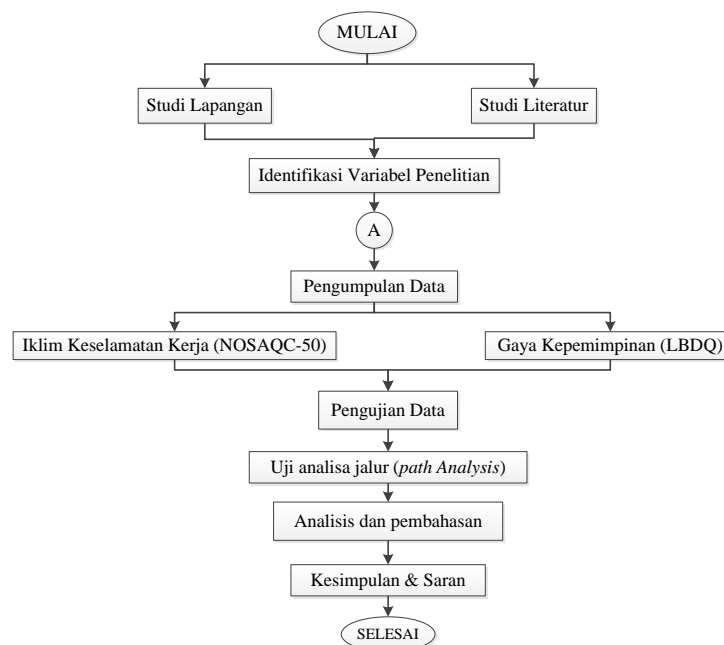 MULAI
Studi Lapangan
Studi Literatur
Identifikasi Variabel Penelitian
A
Pengumpulan Data
Iklim Keselamatan Kerja (NOSAQC-50)
Gaya Kepemimpinan (LBDQ)
Pengujian Data
Uji analisa jalur (path Analysis)
Analisis dan pembahasan
Kesimpulan & Saran
SELESAI